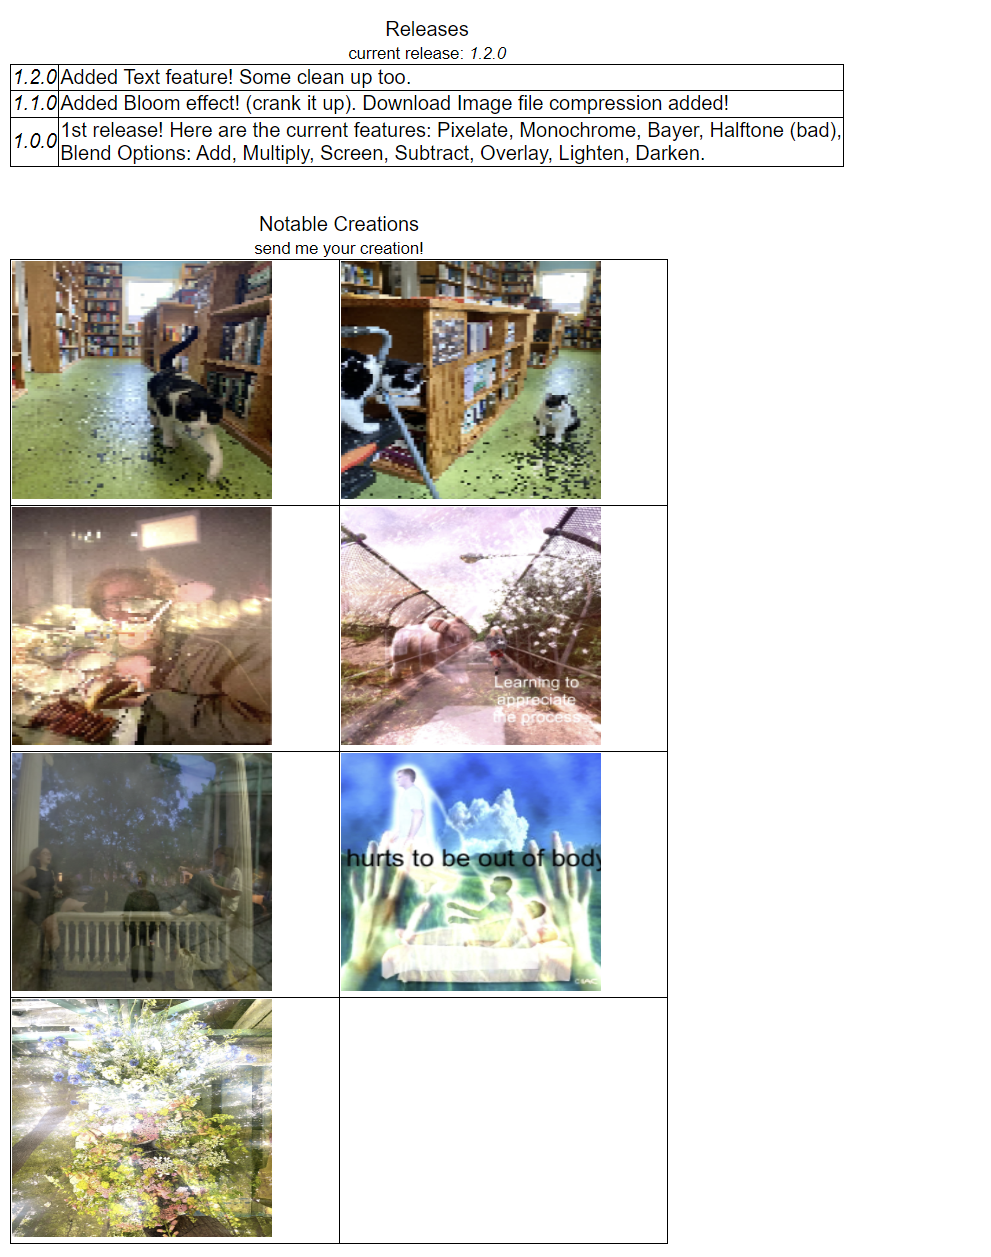 Releases
current release: 1.2.0
1.2.0 Added Text feature! Some clean up too.
1.1.0 Added Bloom effect! (crank it up). Download Image file compression added!
1.0.0 1st release! Here are the current features: Pixelate, Monochrome, Bayer, Halftone (bad),
Blend Options: Add, Multiply, Screen, Subtract, Overlay, Lighten, Darken.
Notable Creations
send me your creation!
Learning to
appreciate
the process
hurts to be out of body